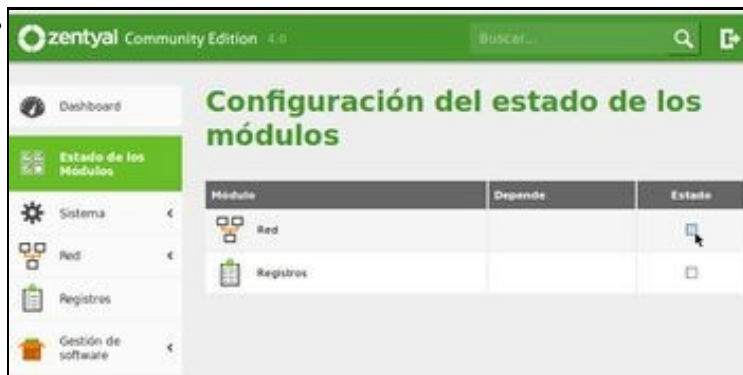 zentyal Community Edition 4.0
Buscar...
Dashboard
Configuración del estado de los
módulos
Estado de los
Módulos
Módulo Depende Estado
Sistema
Red
Red
Registros
Registros
Gestión de
software